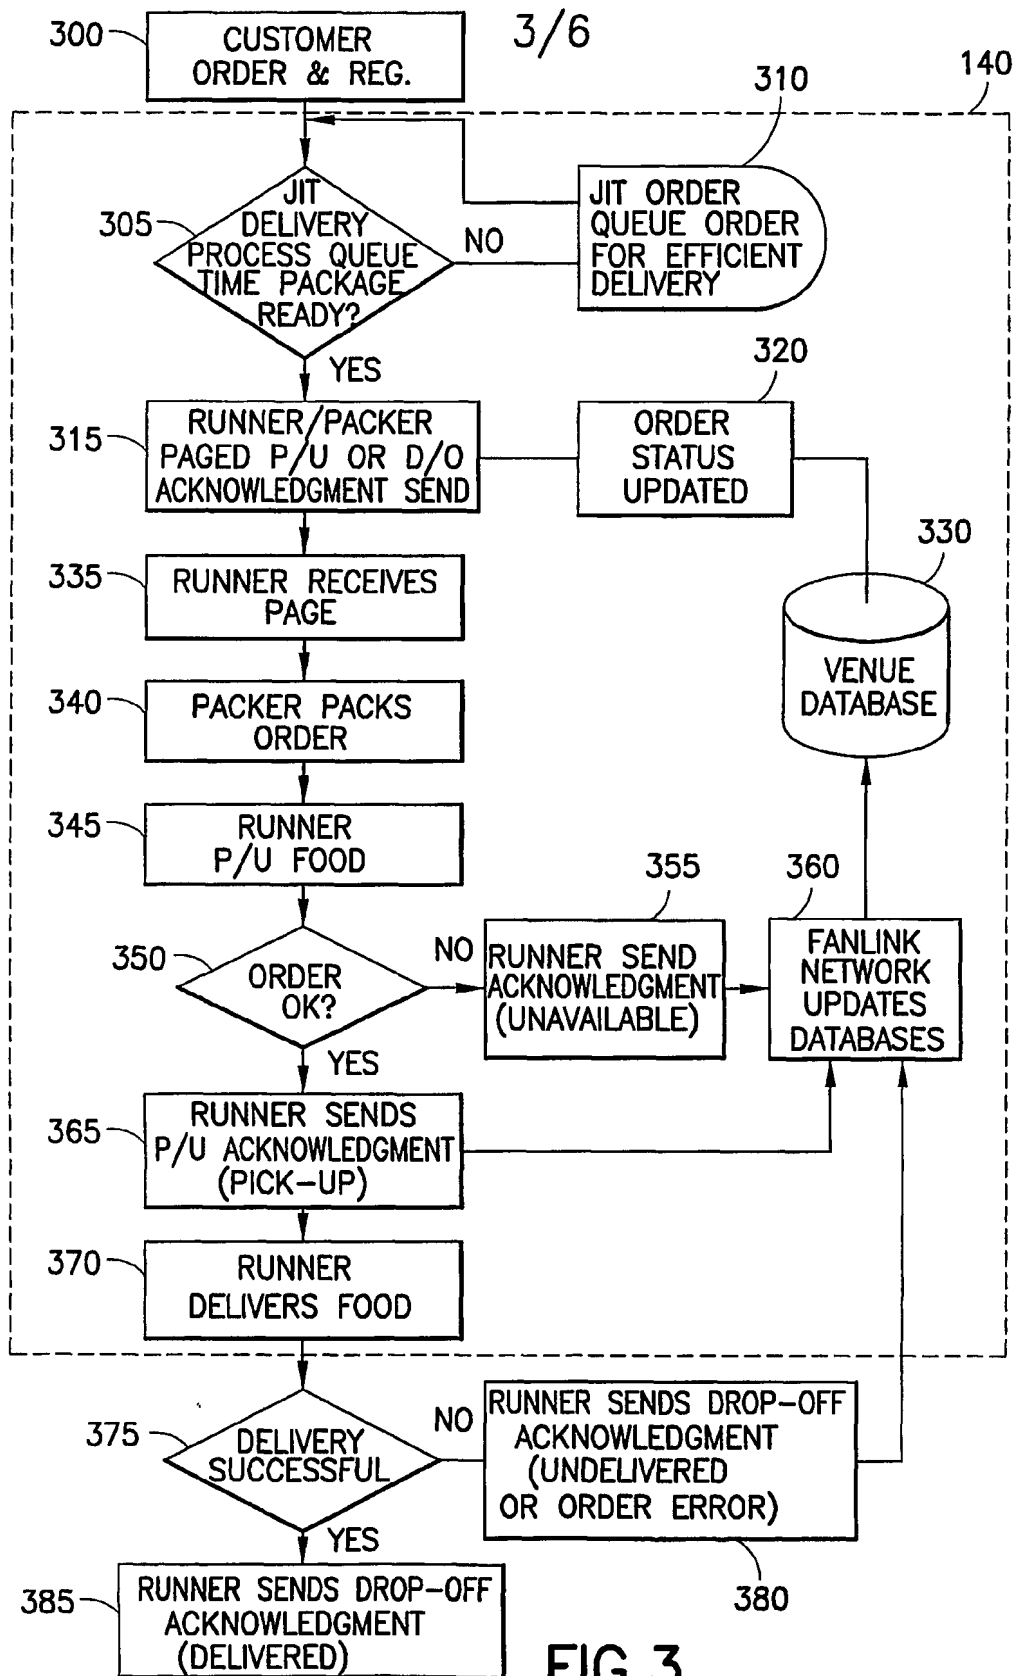 3/6
300
CUSTOMER
ORDER & REG.
140
310
305
JIT
DELIVERY
PROCESS QUEUE
TIME PACKAGE
READY?
NO
JIT ORDER
QUEUE ORDER
FOR EFFICIENT
DELIVERY
YES
320
315
RUNNER/PACKER
PAGED P/U OR D/O
ACKNOWLEDGMENT SEND
ORDER
STATUS
UPDATED
330
335
RUNNER RECEIVES
PAGE
VENUE
DATABASE
340
PACKER PACKS
ORDER
345
RUNNER
P/U FOOD
355
360
350
ORDER
OK?
NO
RUNNER SEND
ACKNOWLEDGMENT
(UNAVAILABLE)
FANLINK
NETWORK
UPDATES
DATABASES
YES
365
RUNNER SENDS
P/U ACKNOWLEDGMENT
(PICK-UP)
370
RUNNER
DELIVERS FOOD
375
DELIVERY
SUCCESSFUL
NO
RUNNER SENDS DROP-OFF
ACKNOWLEDGMENT
(UNDELIVERED
OR ORDER ERROR)
380
YES
385
RUNNER SENDS DROP-OFF
ACKNOWLEDGMENT
(DELIVERED)
FIG.3